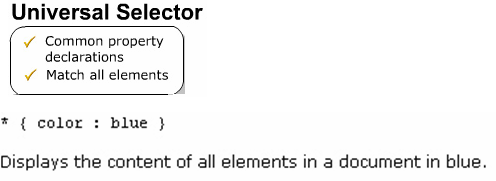 Universal Selector
Common property
declarations
Match all elements
* { color : blue }
Displays the content of all elements in a document in blue.